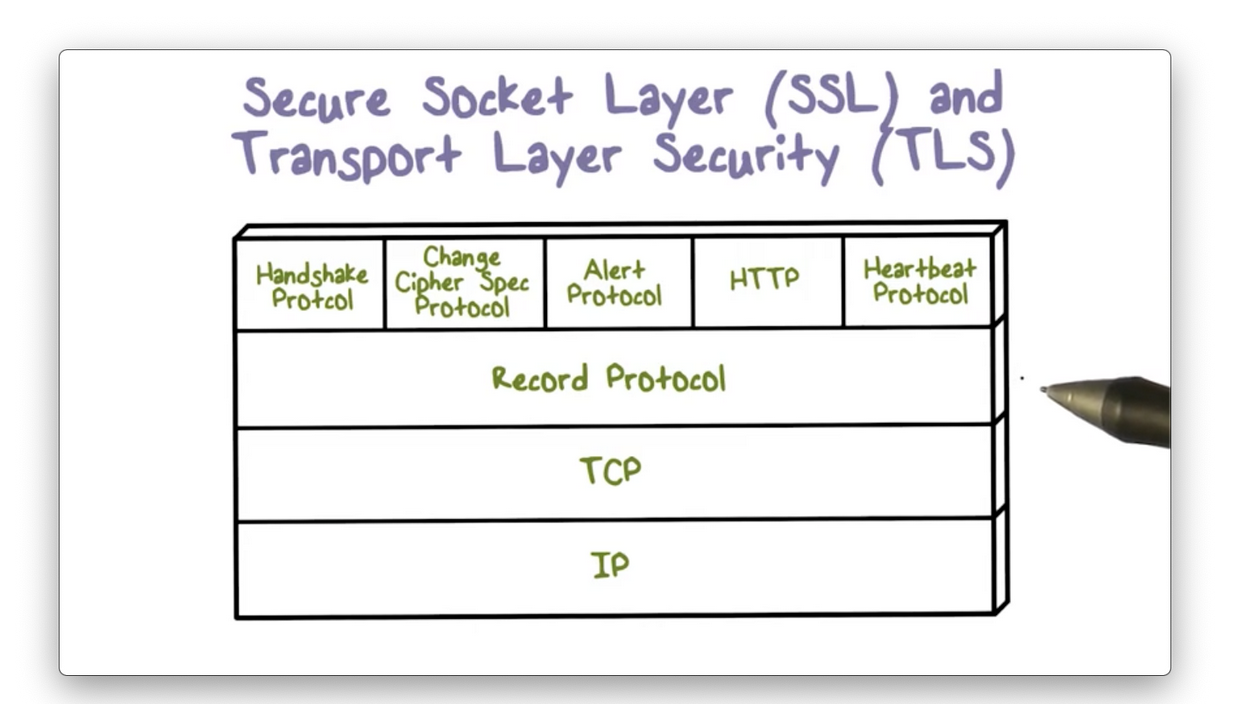 Secure Socket Layer (SSL) and
Transport Layer Security (TLS)
Handshake
Protcol
Change
Cipher Spec
Protocol
Alert
Protocol
HTTP
Heartbeat
Protocol
Record Protocol
TCP
IP